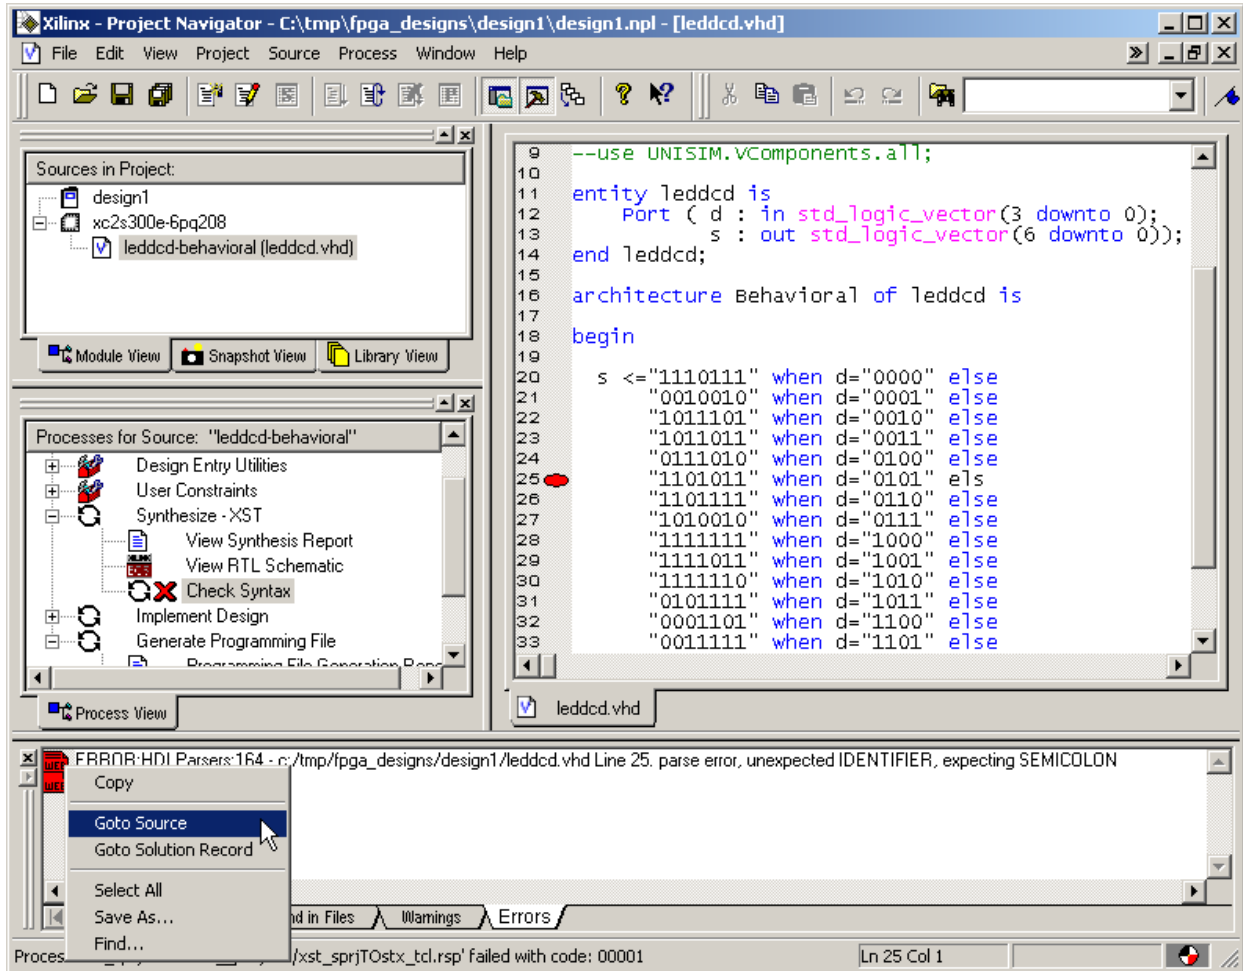 Xilinx - Project Navigator - C:\tmp\fpga_designs\design1\design1.npl - [leddcd.vhd]
File Edit View Project Source Process Window Help
Sources in Project:
design1
xc2s300e-6pq208
leddcd-behavioral (leddcd.vhd)
Module View Snapshot View Library View
Processes for Source: "leddcd-behavioral"
Design Entry Utilities
User Constraints
Synthesize - XST
View Synthesis Report
View RTL Schematic
Check Syntax
Implement Design
Generate Programming File
Programming File Generation Repo
Process View
9 --use UNISIM.VComponents.all;
10
11 entity leddcd is
12 Port ( d : in std_logic_vector(3 downto 0);
13 s : out std_logic_vector(6 downto 0));
14 end leddcd;
15
16 architecture Behavioral of leddcd is
17
18 begin
19
20 s <="1110111" when d="0000" else
21 "0010010" when d="0001" else
22 "1011101" when d="0010" else
23 "1011011" when d="0011" else
24 "0111010" when d="0100" else
25 "1101011" when d="0101" els
26 "1101111" when d="0110" else
27 "1010010" when d="0111" else
28 "1111111" when d="1000" else
29 "1111011" when d="1001" else
30 "1111110" when d="1010" else
31 "0101111" when d="1011" else
32 "0001101" when d="1100" else
33 "0011111" when d="1101" else
leddcd.vhd
ERROR:HDLParsers:164 - c:/tmp/fpga_designs/design1/leddcd.vhd Line 25. parse error, unexpected IDENTIFIER, expecting SEMICOLON
Copy
Goto Source
Goto Solution Record
Select All
Save As...
Find...
nd in Files Warnings Errors
Proces /xst_sprjTOstx_tcl.rsp' failed with code: 00001 Ln 25 Col 1